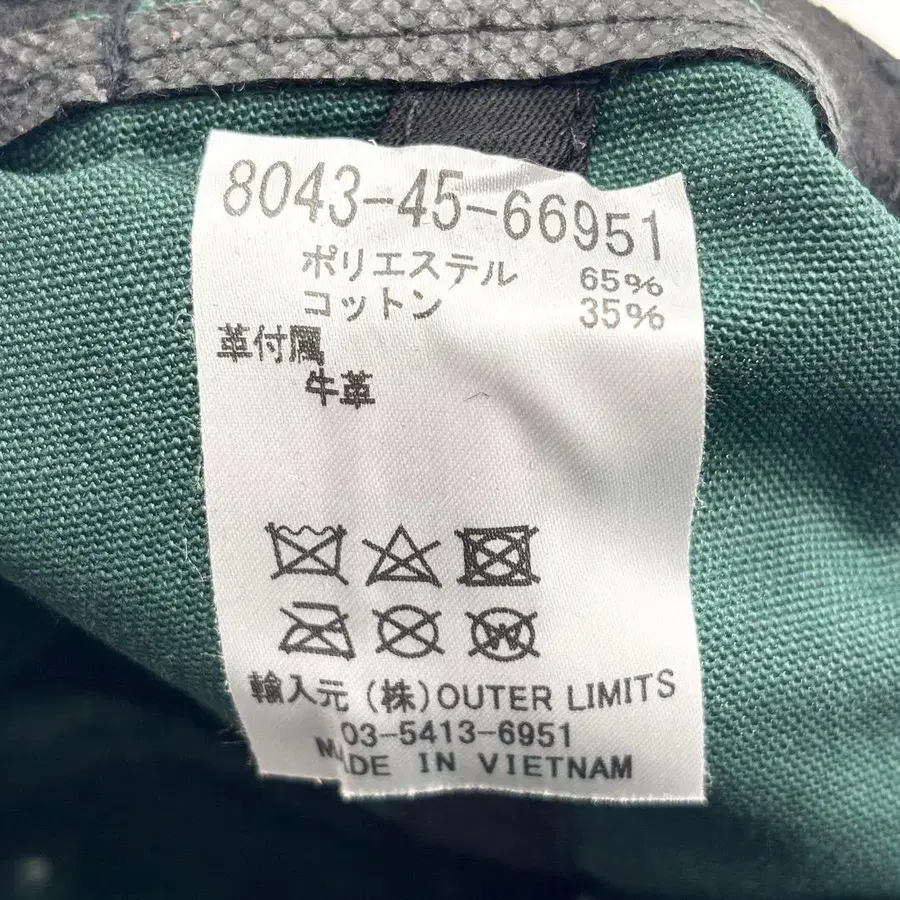 8043-45-66951
ポリエステル 65%
コットン 35%
革付属
牛革
W
輸入元 (株)OUTER LIMITS
03-5413-6951
MADE IN VIETNAM